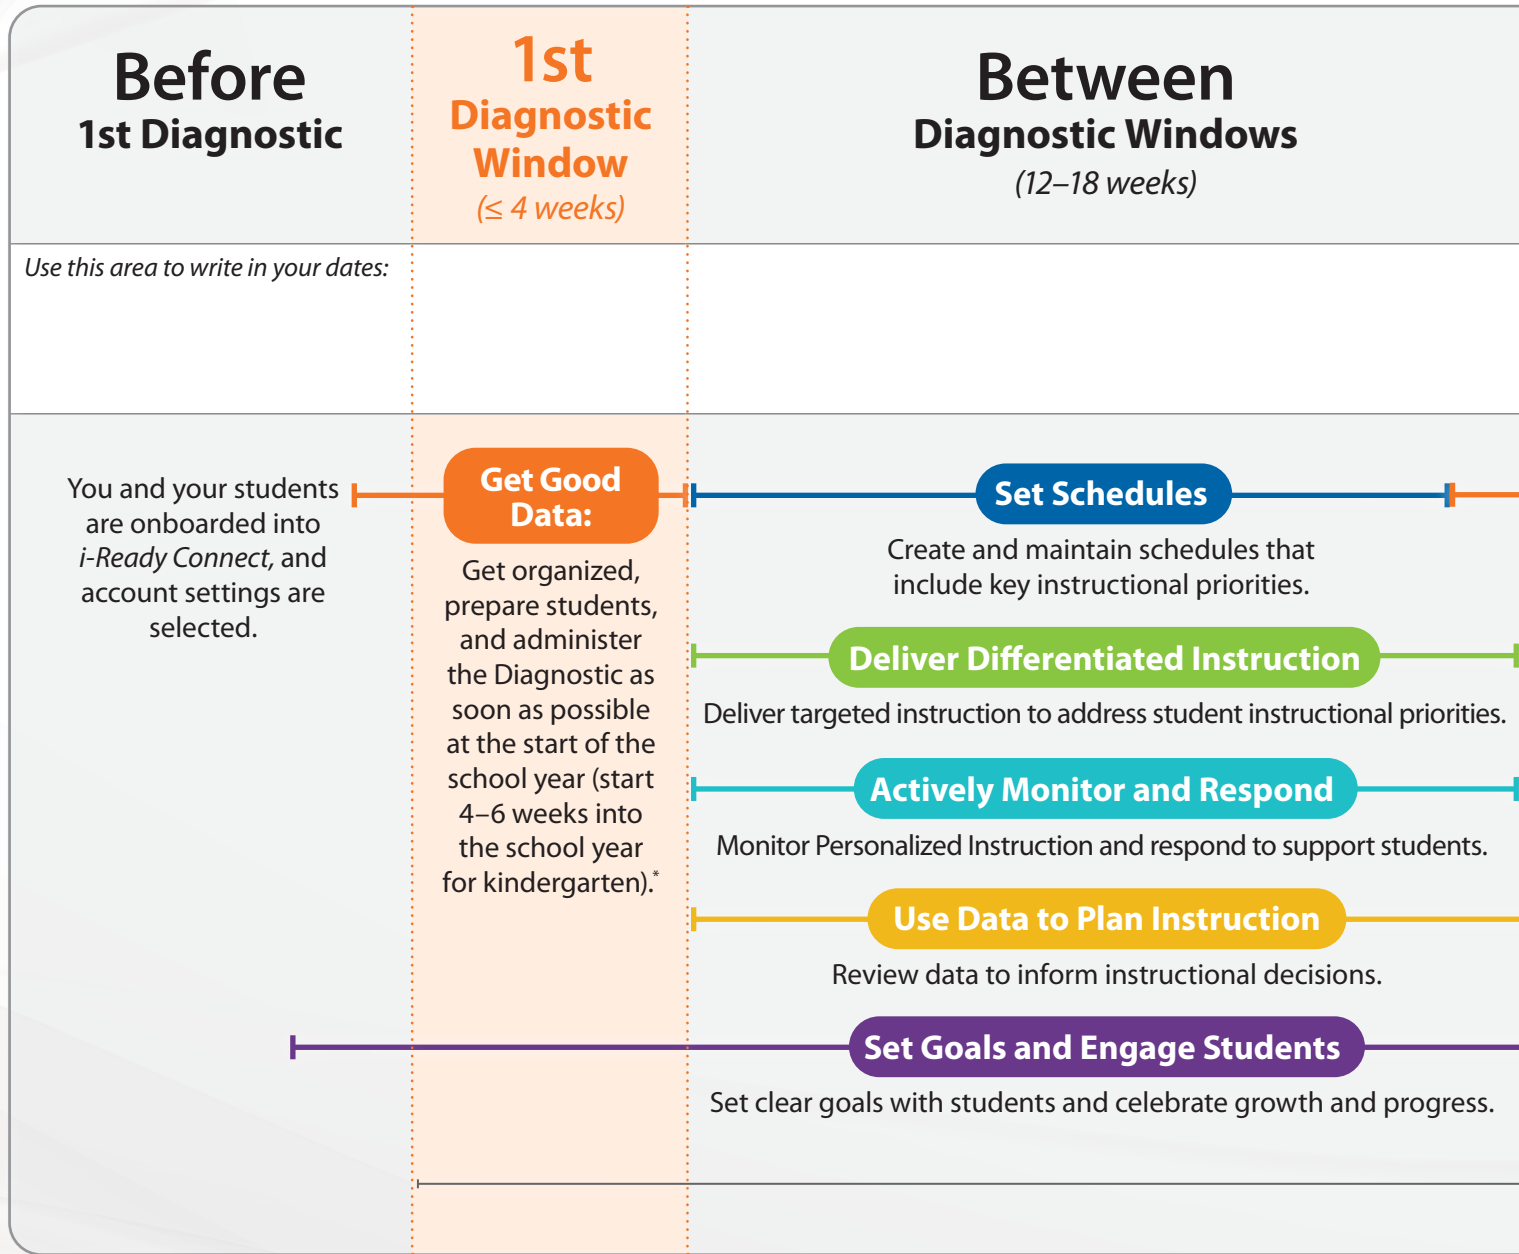 Before
1st Diagnostic
1st
Diagnostic
Window
(≤ 4 weeks)
Between
Diagnostic Windows
(12–18 weeks)
Use this area to write in your dates:
You and your students
are onboarded into
i-Ready Connect, and
account settings are
selected.
Get Good
Data:
Get organized,
prepare students,
and administer
the Diagnostic as
soon as possible
at the start of the
school year (start
4–6 weeks into
the school year
for kindergarten).*
Set Schedules
Create and maintain schedules that
include key instructional priorities.
Deliver Differentiated Instruction
Deliver targeted instruction to address student instructional priorities.
Actively Monitor and Respond
Monitor Personalized Instruction and respond to support students.
Use Data to Plan Instruction
Review data to inform instructional decisions.
Set Goals and Engage Students
Set clear goals with students and celebrate growth and progress.